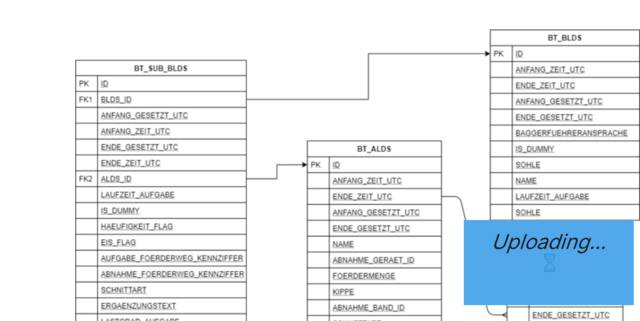 BT_BLDS
PK ID
ANFANG_ZEIT_UTC
ENDE_ZEIT_UTC
ANFANG_GESETZT_UTC
ENDE_GESETZT_UTC
BAGGERFUEHRERANSPRACHE
IS_DUMMY
SOHLE
NAME
LAUFZEIT_AUFGABE
SOHLE
BT_SUB_BLDS
PK ID
FK1 BLDS_ID
ANFANG_GESETZT_UTC
ANFANG_ZEIT_UTC
ENDE_GESETZT_UTC
ENDE_ZEIT_UTC
FK2 ALDS_ID
LAUFZEIT_AUFGABE
IS_DUMMY
HAEUFIGKEIT_FLAG
EIS_FLAG
AUFGABE_FOERDERWEG_KENNZIFFER
ABNAHME_FOERDERWEG_KENNZIFFER
SCHNITTART
ERGAENZUNGSTEXT
BT_ALDS
PK ID
ANFANG_ZEIT_UTC
ENDE_ZEIT_UTC
ANFANG_GESETZT_UTC
ENDE_GESETZT_UTC
NAME
ABNAHME_GERAET_ID
FOERDERMENGE
KIPPE
ABNAHME_BAND_ID
Uploading...
ENDE_GESETZT_UTC